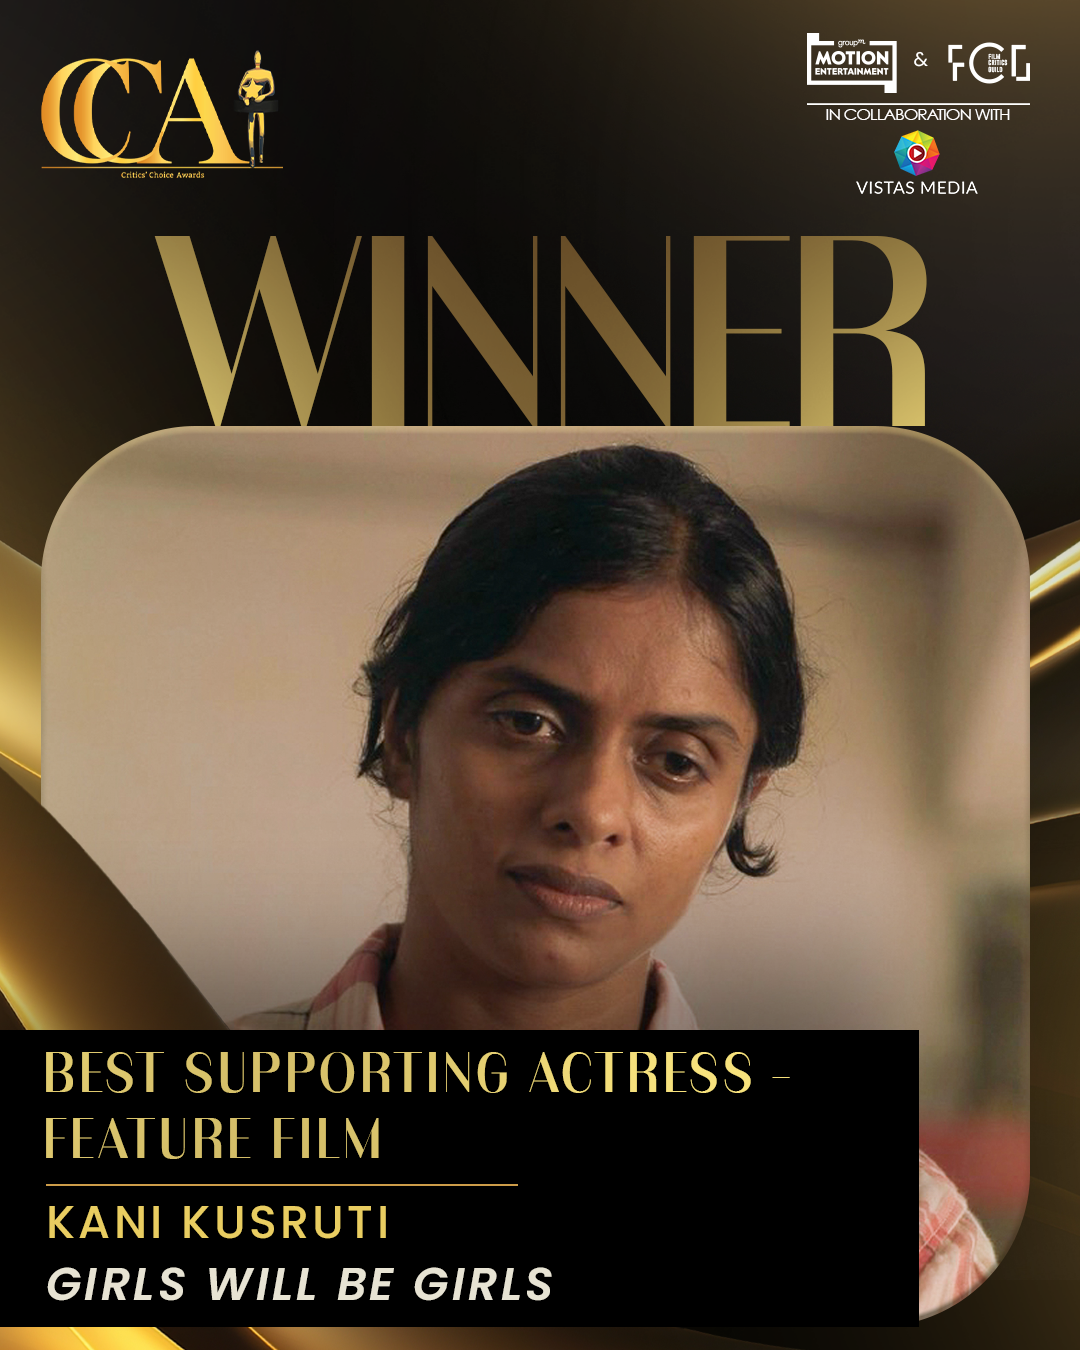 CCA
Critics' Choice Awards
groupm
MOTION
ENTERTAINMENT
&
FCG
FILM
CRITICS
GUILD
IN COLLABORATION WITH
VISTAS MEDIA
WINNER
BEST SUPPORTING ACTRESS –
FEATURE FILM
KANI KUSRUTI
GIRLS WILL BE GIRLS